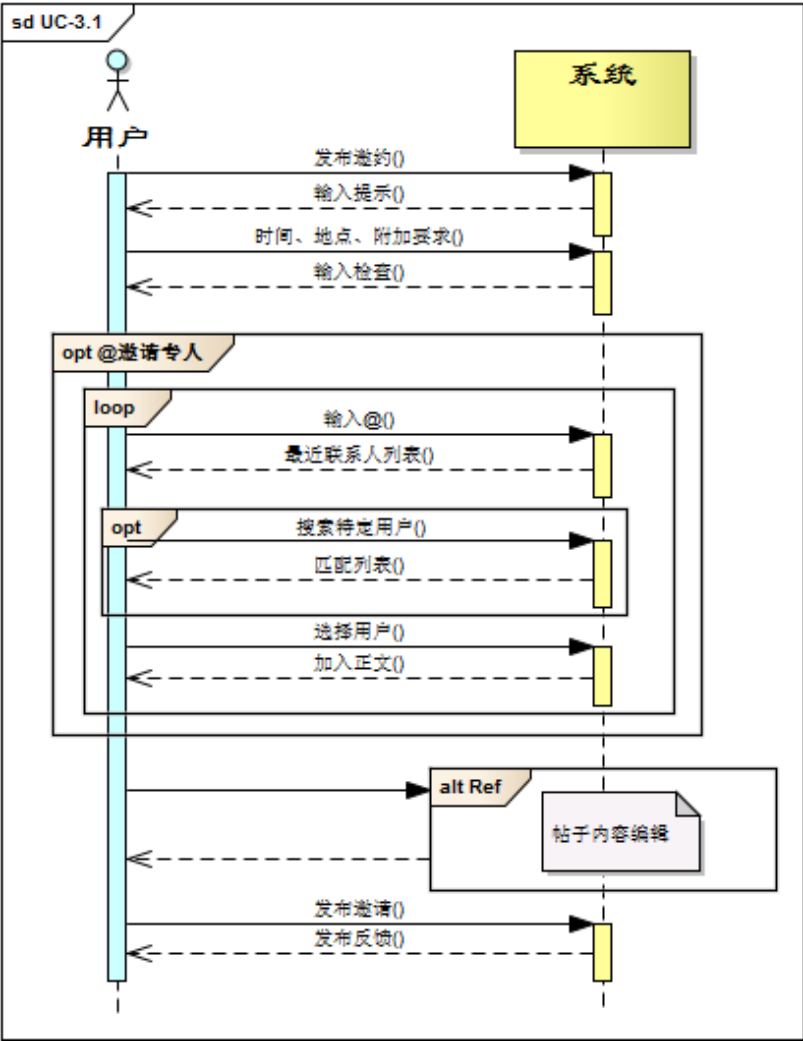 sd UC-3.1
用户
系统
发布邀约()
输入提示()
时间、地点、附加要求()
输入检查()
opt @邀请专人
loop
输入@()
最近联系人列表()
opt
搜索特定用户()
匹配列表()
选择用户()
加入正文()
alt Ref
帖子内容编辑
发布邀请()
发布反馈()